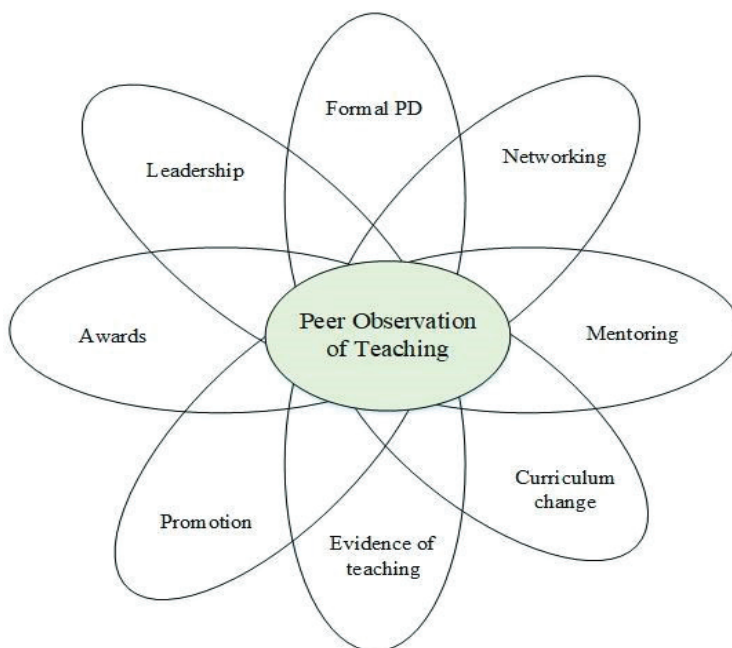 Formal PD
Networking
Leadership
Peer Observation
of Teaching
Awards
Mentoring
Curriculum
change
Promotion
Evidence of
teaching